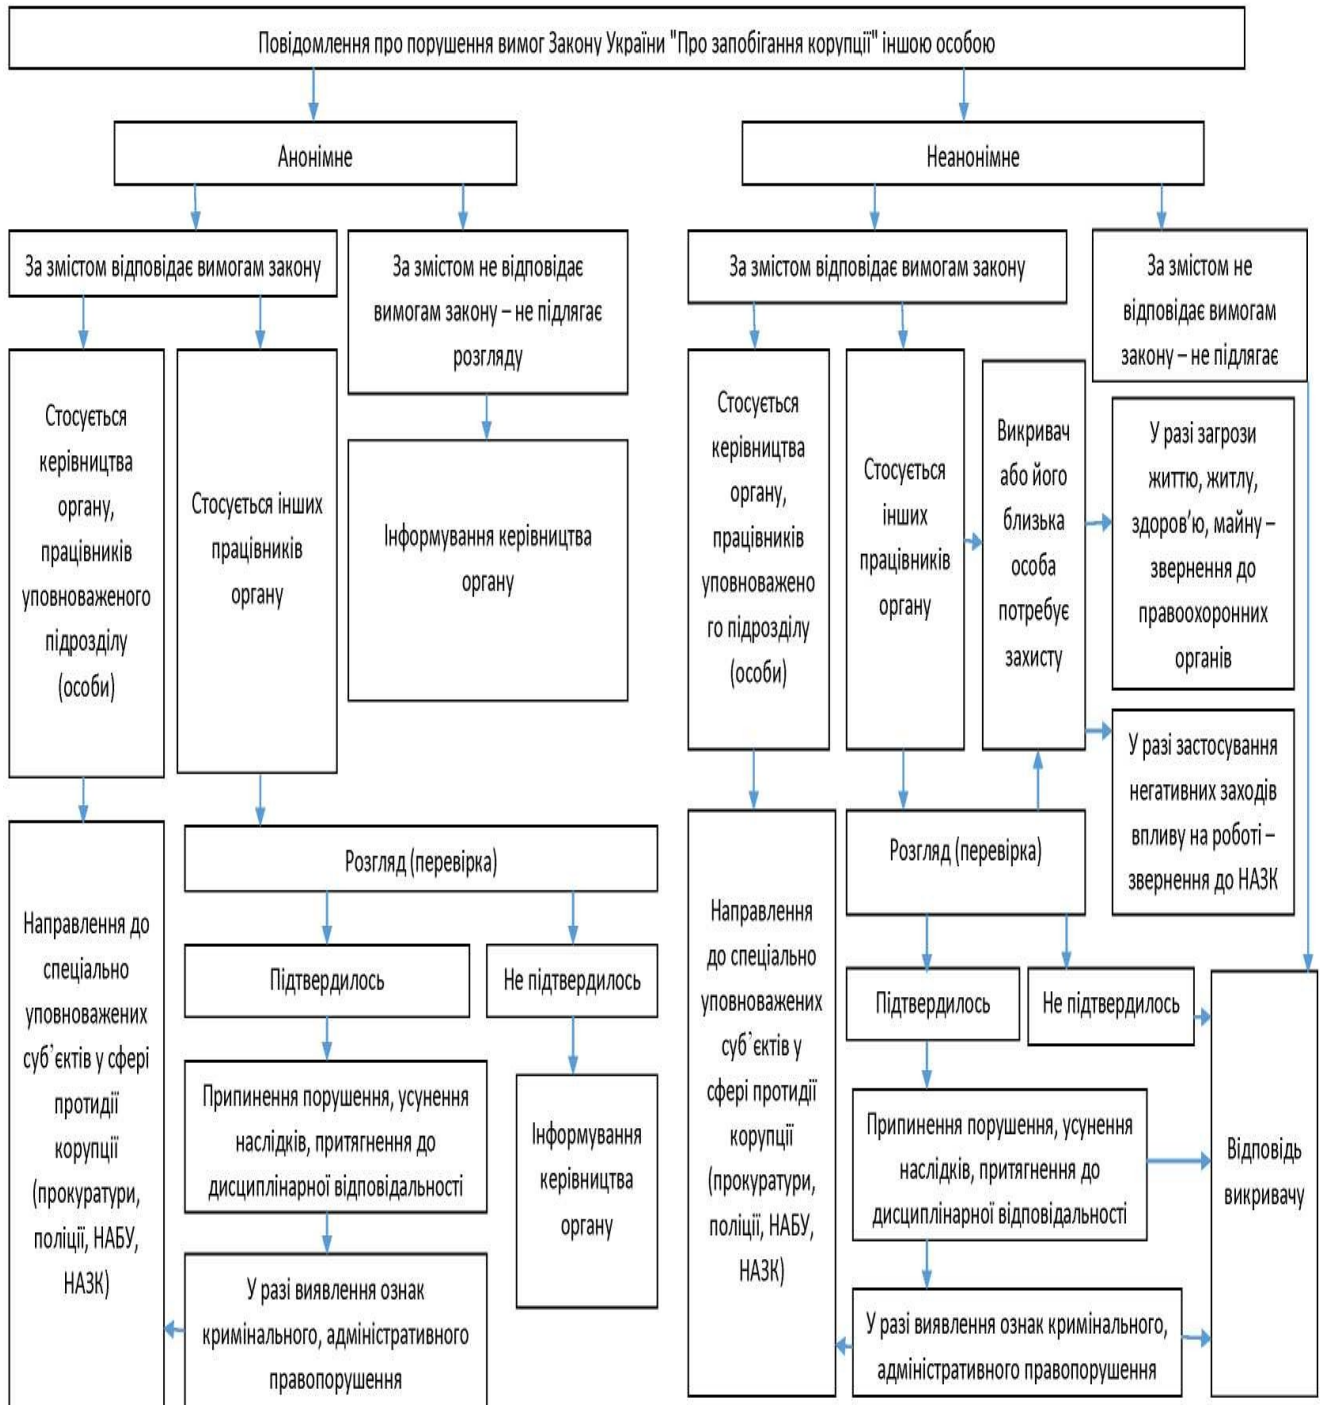 Повідомлення про порушення вимог Закону України "Про запобігання корупції" іншою особою
Анонімне
Неанонімне
За змістом відповідає вимогам закону
За змістом не відповідає
вимогам закону – не підлягає
розгляду
За змістом відповідає вимогам закону
За змістом не
відповідає вимогам
закону – не підлягає
Стосується
керівництва
органу,
працівників
уповноваженого
підрозділу
(особи)
Стосується інших
працівників
органу
Інформування керівництва
органу
Стосується
керівництва
органу,
працівників
уповноважено
го підрозділу
(особи)
Стосується
інших
працівників
органу
Викривач
або його
близька
особа
потребує
захисту
У разі загрози
життю, житлу,
здоров’ю, майну –
звернення до
правоохоронних
органів
У разі застосування
негативних заходів
впливу на роботі –
звернення до НАЗК
Направлення до
спеціально
уповноважених
суб’єктів у сфері
протидії
корупції
(прокуратури,
поліції, НАБУ,
НАЗК)
Розгляд (перевірка)
Підтвердилось
Не підтвердилось
Припинення порушення, усунення
наслідків, притягнення до
дисциплінарної відповідальності
Інформування
керівництва
органу
У разі виявлення ознак
кримінального, адміністративного
правопорушення
Направлення
до спеціально
уповноважених
суб’єктів у
сфері протидії
корупції
(прокуратури,
поліції, НАБУ,
НАЗК)
Розгляд (перевірка)
Підтвердилось
Не підтвердилось
Припинення порушення, усунення
наслідків, притягнення до
дисциплінарної відповідальності
У разі виявлення ознак кримінального,
адміністративного правопорушення
Відповідь
викривачу